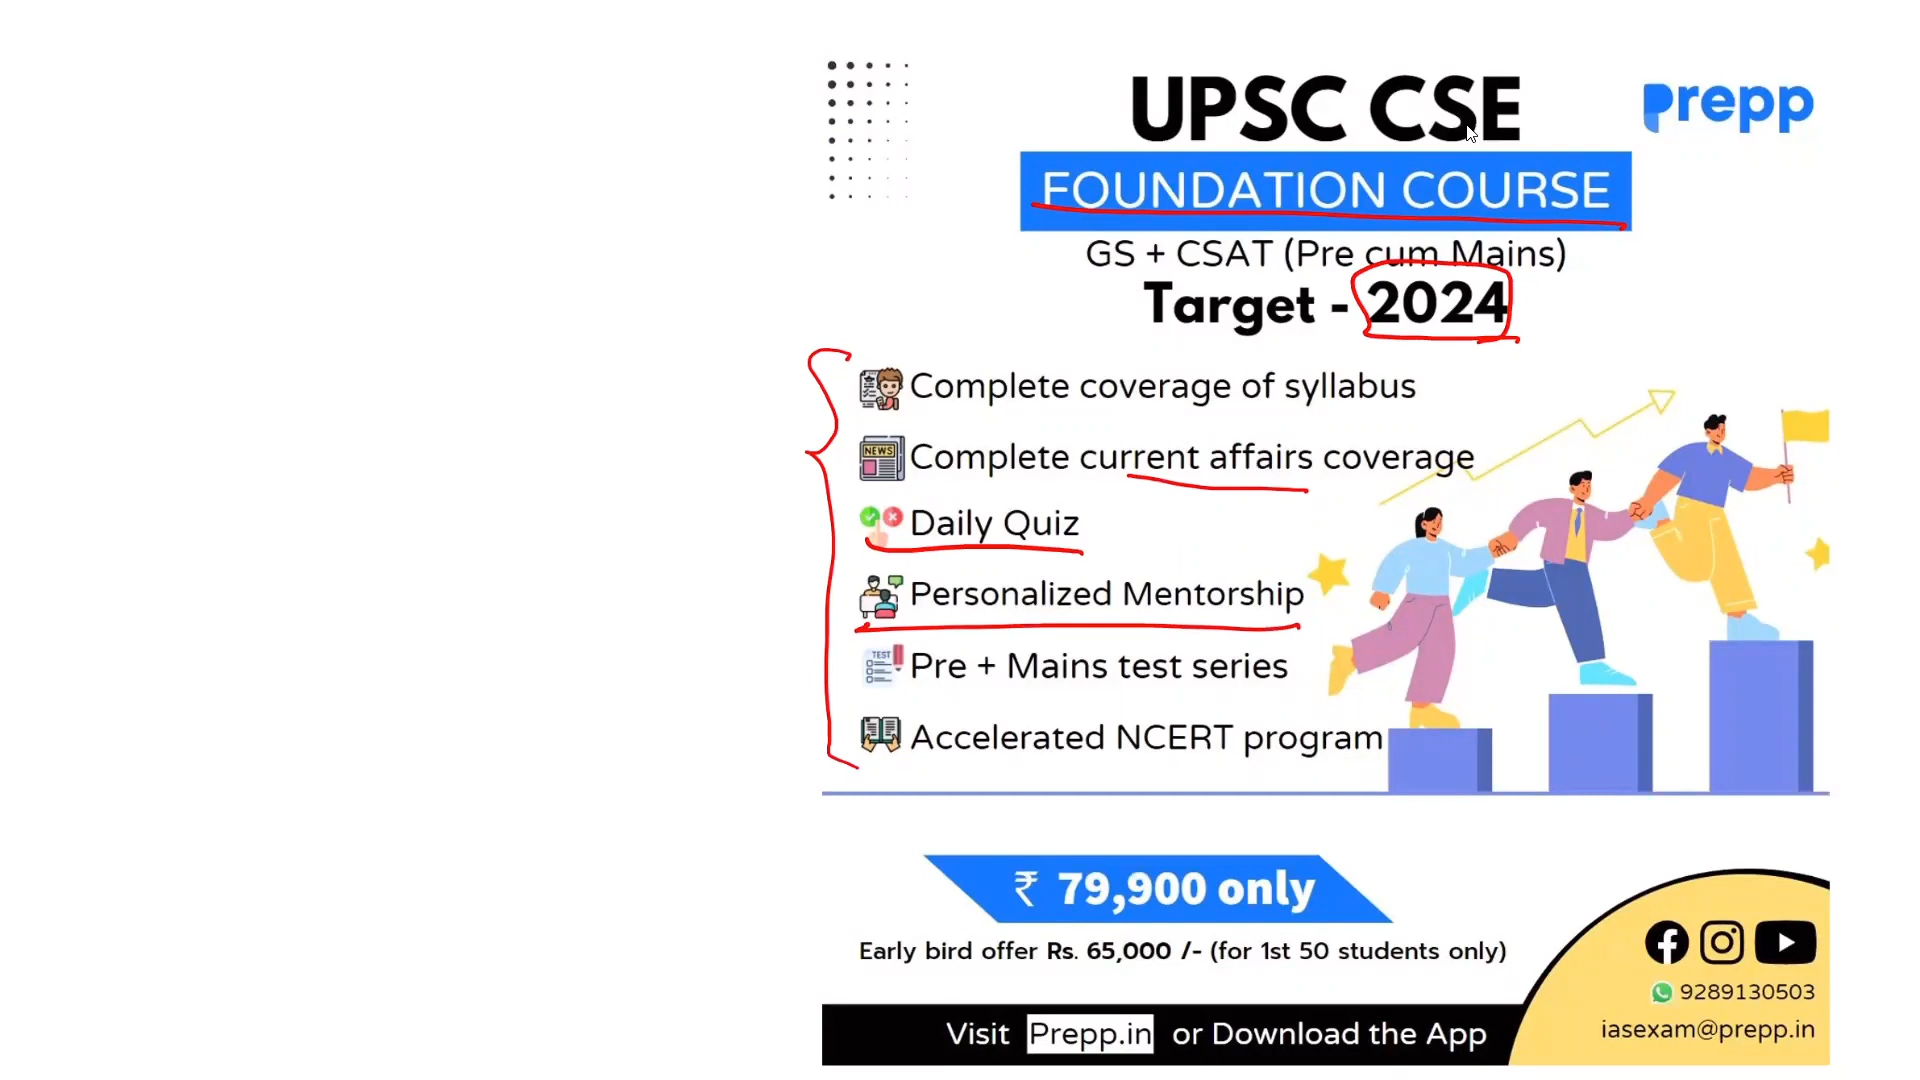 UPSC CSE
prepp
FOUNDATION COURSE
GS + CSAT (Pre cum Mains)
Target - 2024
Complete coverage of syllabus
NEWS
Complete current affairs coverage
Daily Quiz
Personalized Mentorship
TEST
Pre + Mains test series
Accelerated NCERT program
₹ 79,900 only
Early bird offer Rs. 65,000 /- (for 1st 50 students only)
9289130503
iasexam@prepp.in
Visit Prepp.in or Download the App